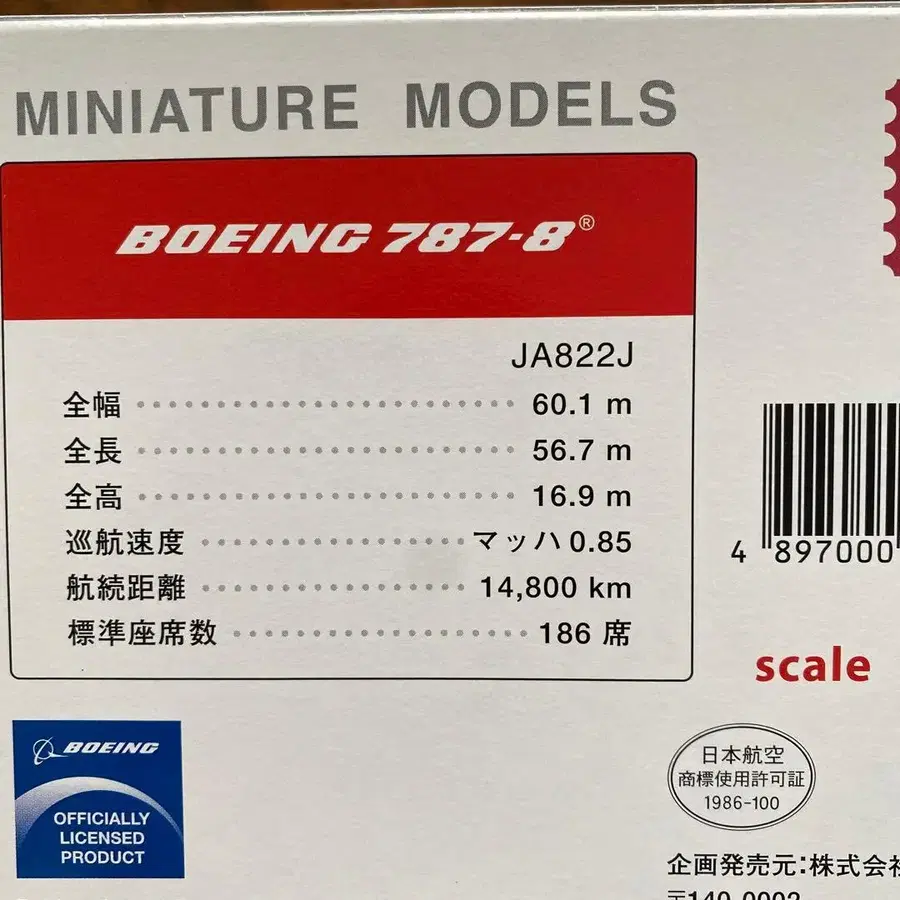 MINIATURE MODELS
BOEING 787-8®
JA822J
全幅 60.1 m
全長 56.7 m
全高 16.9 m
巡航速度 マッハ 0.85
航続距離 14,800 km
標準座席数 186 席
4 897000
scale
BOEING
OFFICIALLY
LICENSED
PRODUCT
日本航空
商標使用許可証
1986-100
企画発売元:株式会
〒140-0002